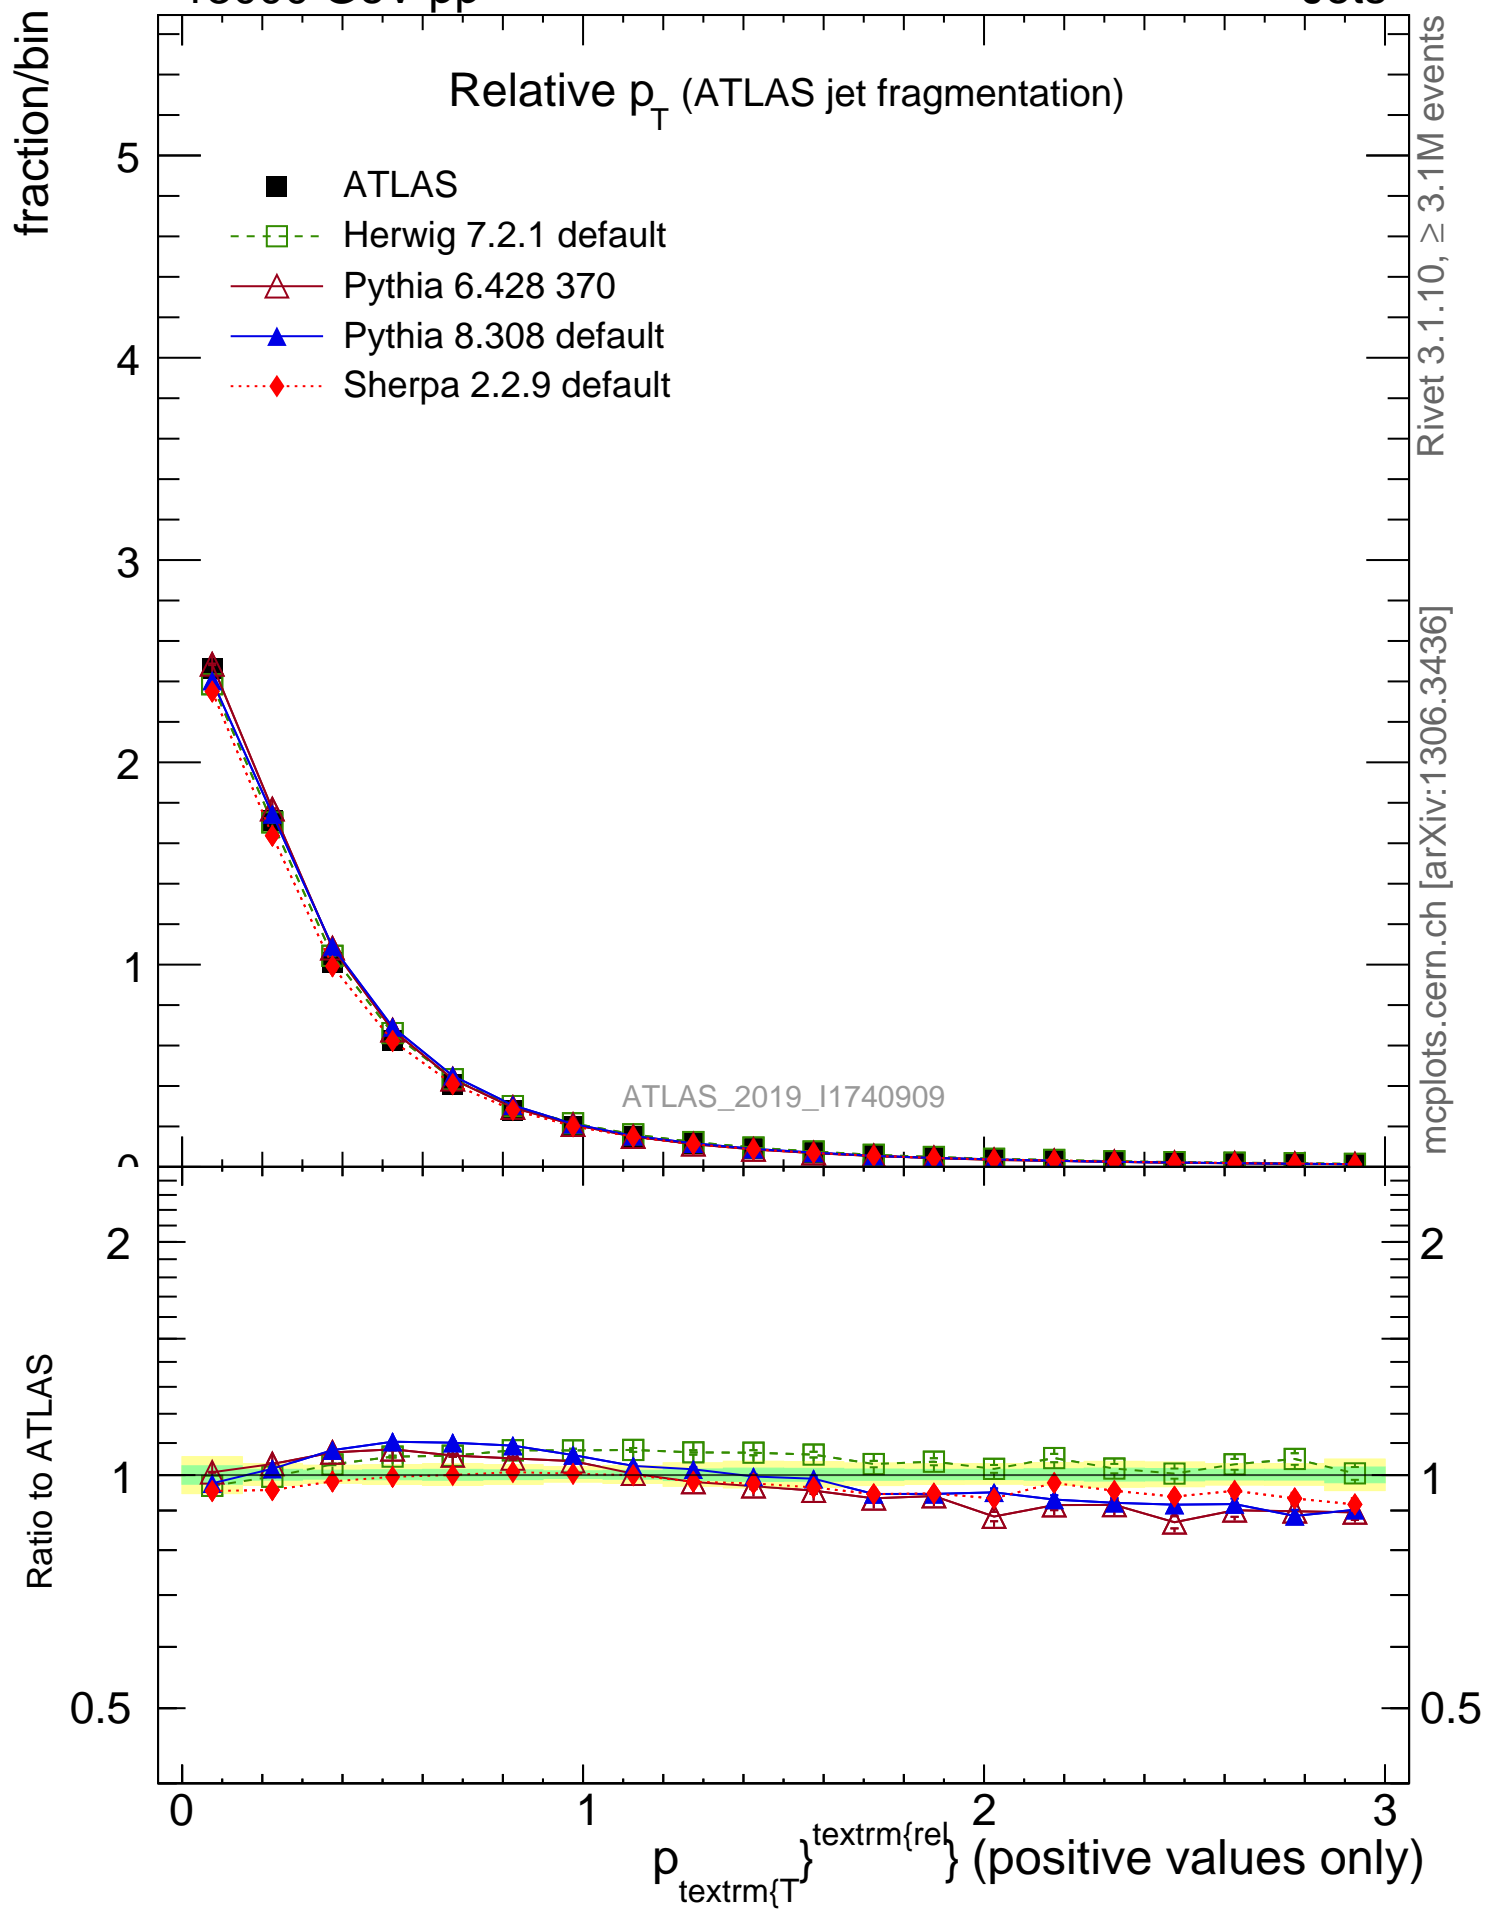 fraction/bin
Relative p_T (ATLAS jet fragmentation)
ATLAS
Herwig 7.2.1 default
Pythia 6.428 370
Pythia 8.308 default
Sherpa 2.2.9 default
5
4
3
2
1
0
ATLAS_2019_I1740909
Rivet 3.1.10, ≥ 3.1M events
mcplots.cern.ch [arXiv:1306.3436]
Ratio to ATLAS
2
1
0.5
2
1
0.5
0 1 2 3
p_textrm{T}^textrm{rel} (positive values only)